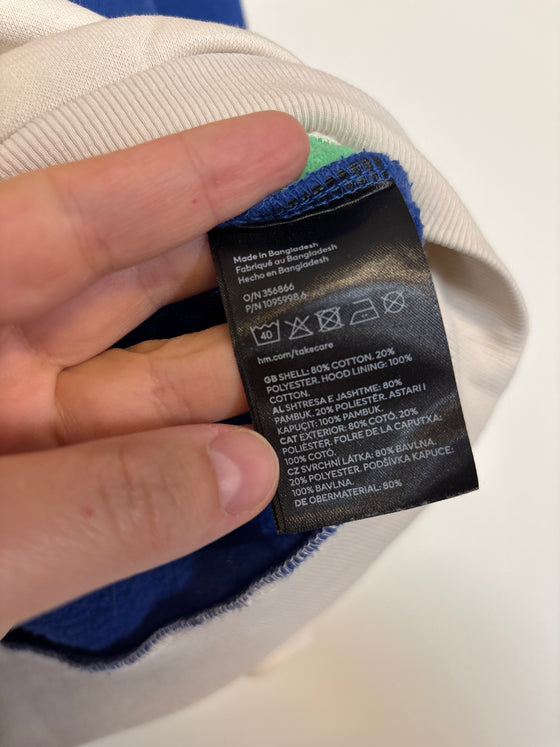 Made in Bangladesh
Fabriqué au Bangladesh
Hecho en Bangladesh
O/N 356866
P/N 1095998.6
40
hm.com/takecare
GB SHELL: 80% COTTON. 20%
POLYESTER. HOOD LINING: 100%
COTTON.
AL SHTRESA E JASHTME: 80%
PAMBUK. 20% POLIESTËR. ASTARI I
KAPUÇIT: 100% PAMBUK.
CAT EXTERIOR: 80% COTÓ. 20%
POLIÈSTER. FOLRE DE LA CAPUTXA:
100% COTÓ.
CZ SVRCHNÍ LÁTKA: 80% BAVLNA.
20% POLYESTER. PODŠÍVKA KAPUCE:
100% BAVLNA.
DE OBERMATERIAL: 80%